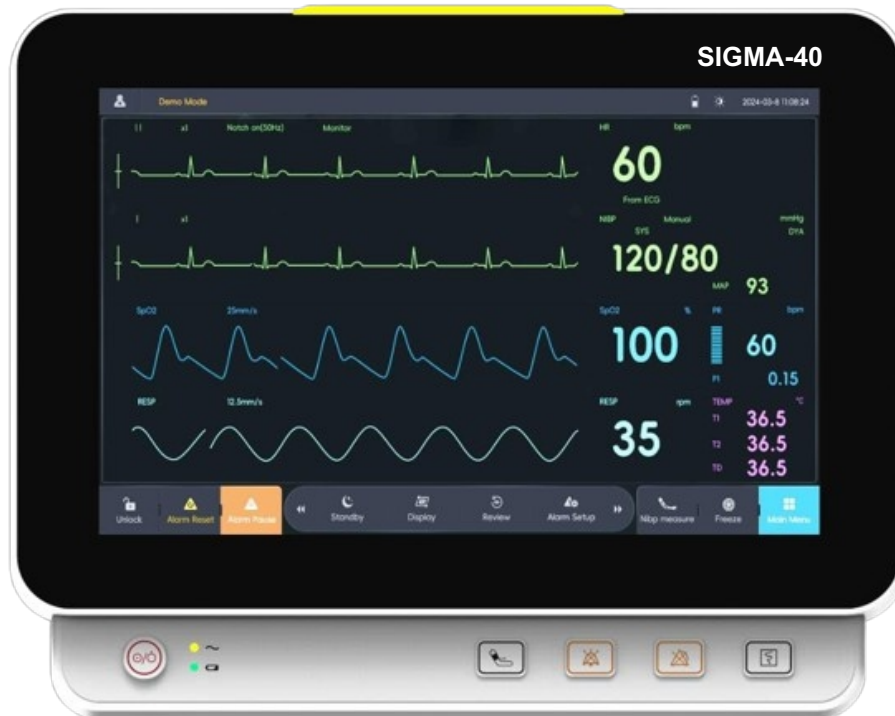 SIGMA-40
Demo Mode
2024-03-8 11:08:24
II x1 Notch on(50Hz) Monitor
HR bpm
60
From ECG
I x1
NIBP Manual mmHg
SYS DYA
120/80
MAP 93
SpO2 25mm/s
SpO2 % PR bpm
100 60
PI 0.15
RESP 12.5mm/s
RESP rpm TEMP °C
35
T1 36.5
T2 36.5
TD 36.5
Unlock Alarm Reset Alarm Pause Standby Display Review Alarm Setup Nibp measure Freeze Main Menu